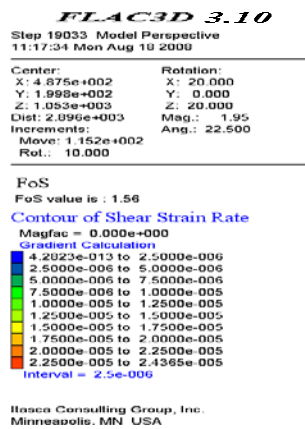 FLAC3D 3.10
Step 19033 Model Perspective
11:17:34 Mon Aug 18 2008
Center: Rotation:
X: 4.875e+002 X: 20.000
Y: 1.998e+002 Y: 0.000
Z: 1.053e+003 Z: 20.000
Dist: 2.896e+003 Mag.: 1.95
Increments: Ang.: 22.500
Move: 1.152e+002
Rot.: 10.000
FoS
FoS value is : 1.56
Contour of Shear Strain Rate
Magfac = 0.000e+000
Gradient Calculation
4.2023e-013 to 2.5000e-006
2.5000e-006 to 5.0000e-006
5.0000e-006 to 7.5000e-006
7.5000e-006 to 1.0000e-005
1.0000e-005 to 1.2500e-005
1.2500e-005 to 1.5000e-005
1.5000e-005 to 1.7500e-005
1.7500e-005 to 2.0000e-005
2.0000e-005 to 2.2500e-005
2.2500e-005 to 2.4365e-005
Interval = 2.5e-006
Itasca Consulting Group, Inc.
Minneapolis, MN USA